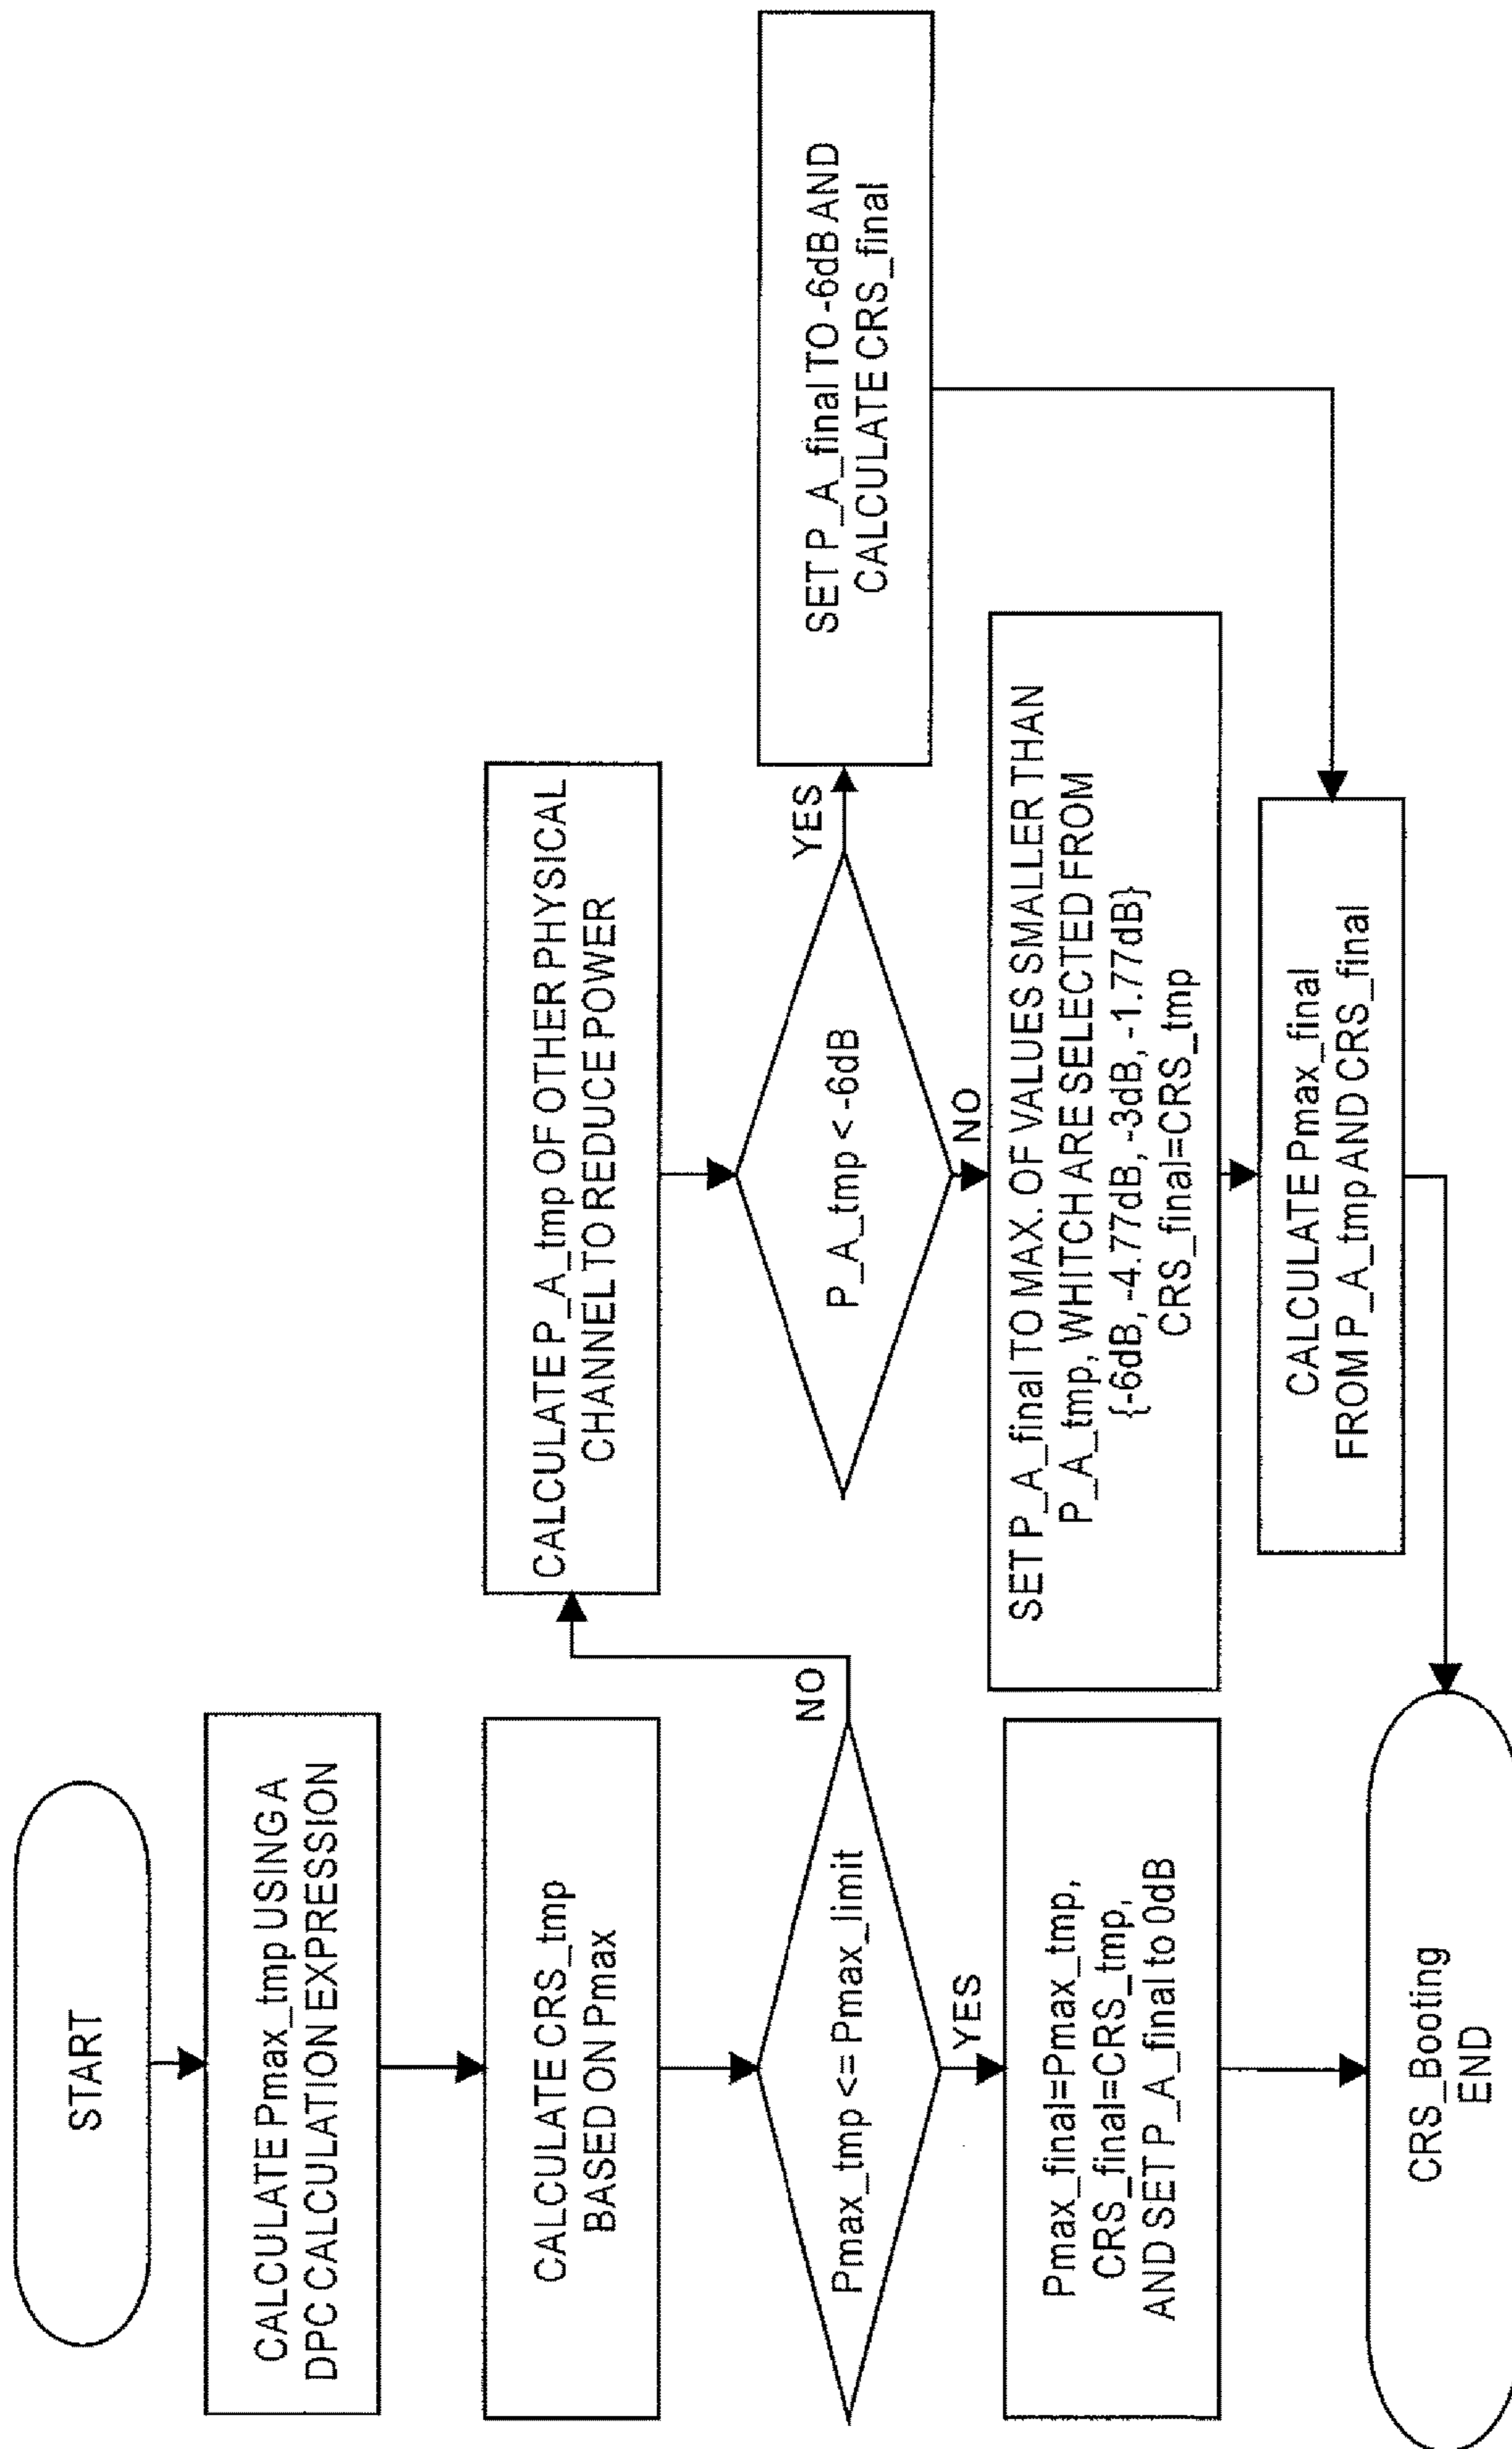 START
CALCULATE Pmax_tmp USING A
DPC CALCULATION EXPRESSION
CALCULATE CRS_tmp
BASED ON Pmax
Pmax_tmp <= Pmax_limit
NO
YES
Pmax_final=Pmax_tmp,
CRS_final=CRS_tmp,
AND SET P_A_final to 0dB
CALCULATE P_A_tmp OF OTHER PHYSICAL
CHANNEL TO REDUCE POWER
P_A_tmp < -6dB
YES
NO
SET P_A_final TO -6dB AND
CALCULATE CRS_final
SET P_A_final TO MAX. OF VALUES SMALLER THAN
P_A_tmp, WHITCH ARE SELECTED FROM
{-6dB, -4.77dB, -3dB, -1.77dB}
CRS_final=CRS_tmp
CALCULATE Pmax_final
FROM P_A_tmp AND CRS_final
CRS_Booting
END